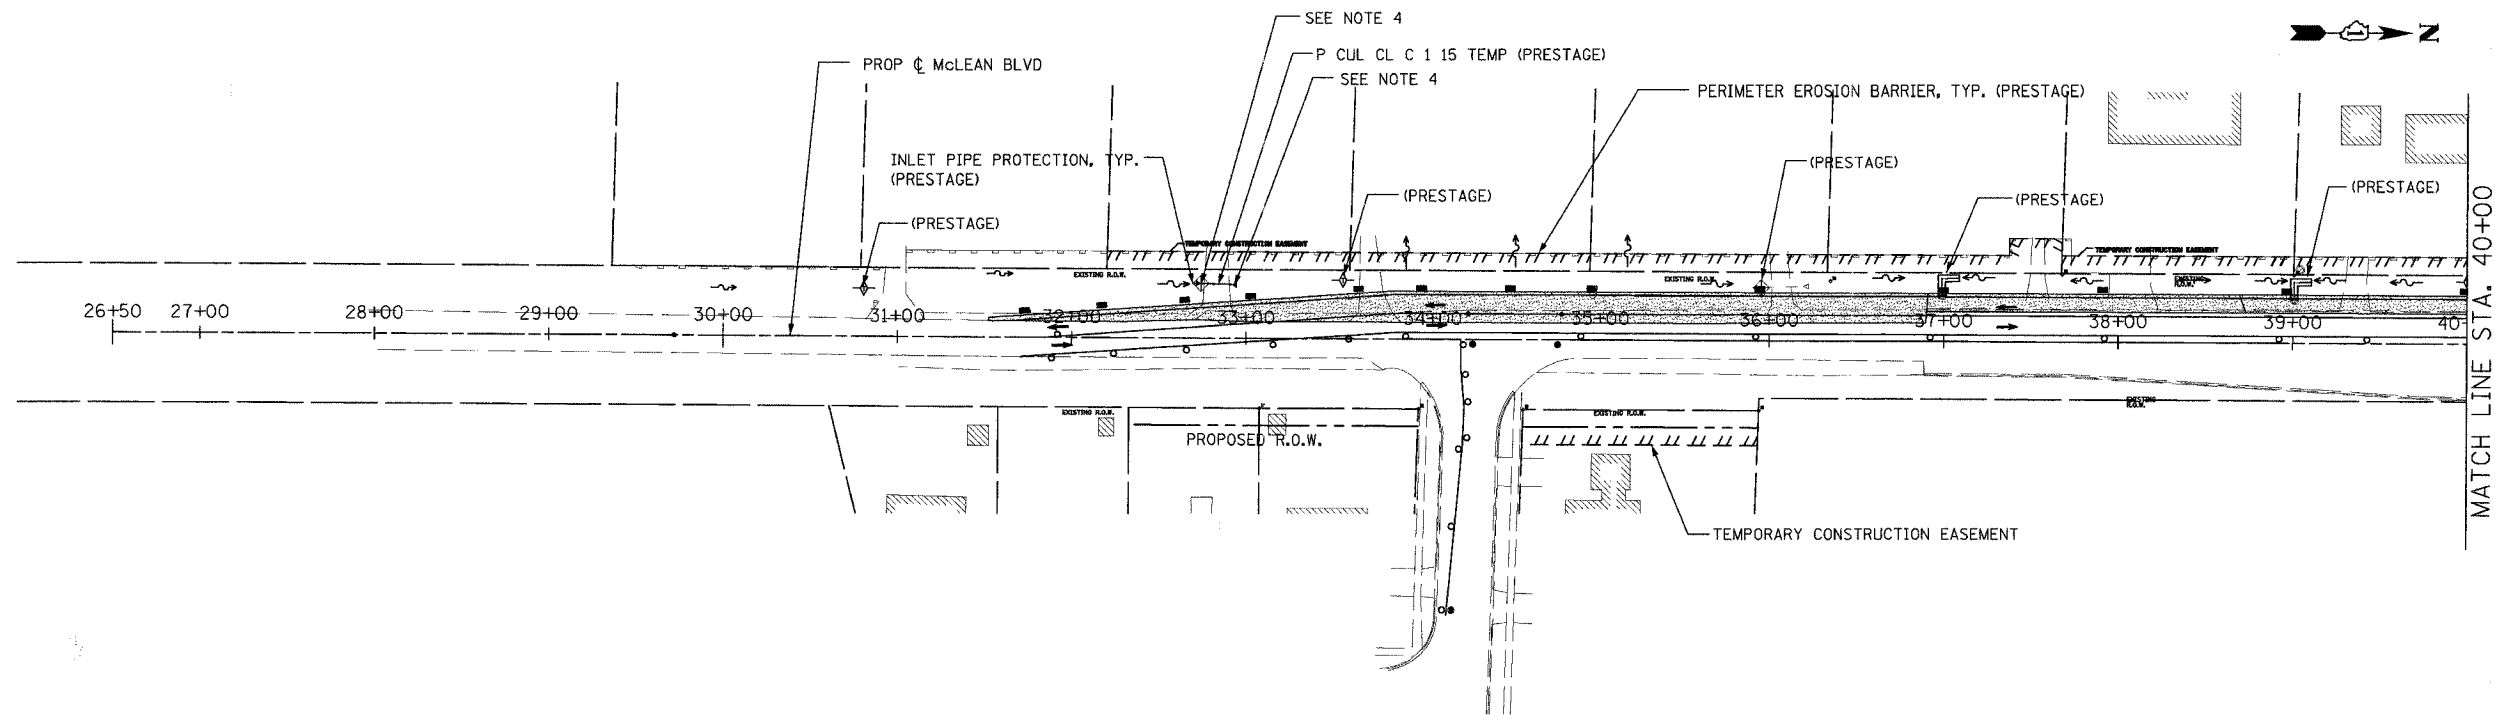 SEE NOTE 4
P CUL CL C 1 15 TEMP (PRESTAGE)
SEE NOTE 4
PROP ℄ McLEAN BLVD
PERIMETER EROSION BARRIER, TYP. (PRESTAGE)
N
1
INLET PIPE PROTECTION, TYP.
(PRESTAGE)
(PRESTAGE)
(PRESTAGE)
(PRESTAGE)
(PRESTAGE)
(PRESTAGE)
TEMPORARY CONSTRUCTION EASEMENT
TEMPORARY CONSTRUCTION EASEMENT
EXISTING R.O.W.
EXISTING R.O.W.
EXISTING
R.O.W.
26+50 27+00 28+00 29+00 30+00 31+00 32+00 33+00 34+00 35+00 36+00 37+00 38+00 39+00 40
MATCH LINE STA. 40+00
EXISTING R.O.W.
EXISTING R.O.W.
EXISTING
R.O.W.
PROPOSED R.O.W.
TEMPORARY CONSTRUCTION EASEMENT